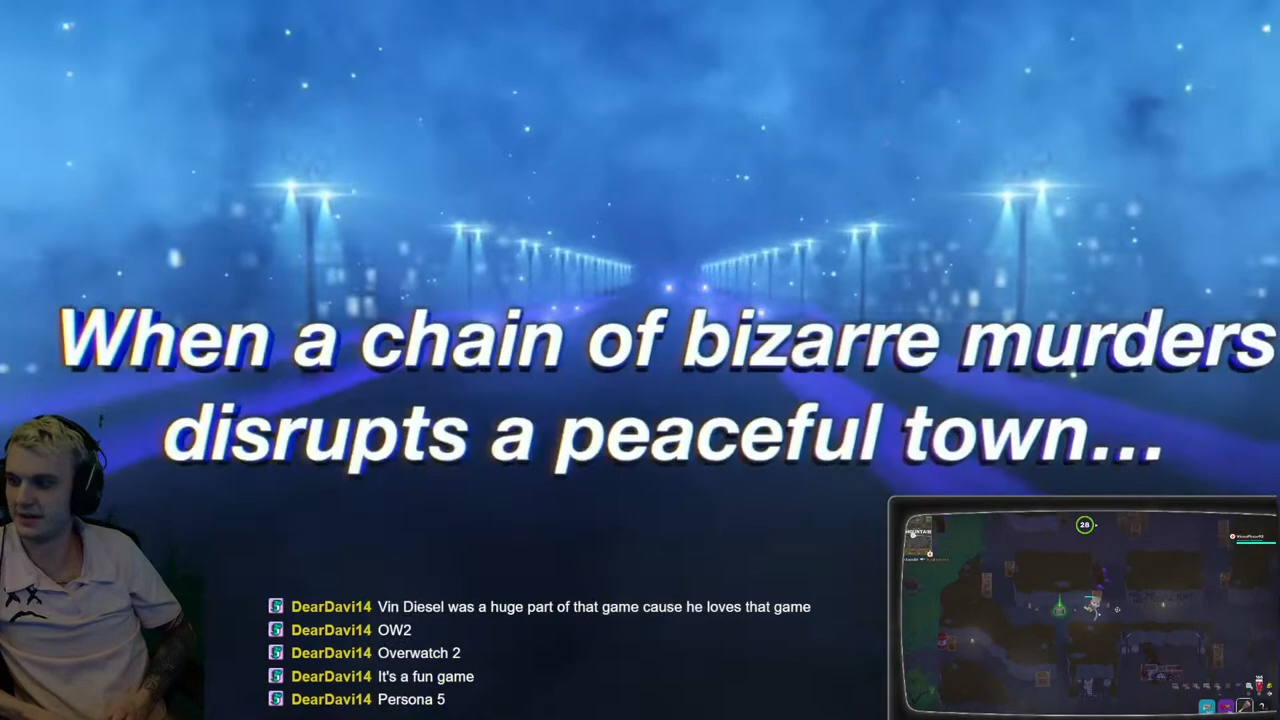 When a chain of bizarre murders
disrupts a peaceful town...
DearDavi14 Vin Diesel was a huge part of that game cause he loves that game
DearDavi14 OW2
DearDavi14 Overwatch 2
DearDavi14 It's a fun game
DearDavi14 Persona 5
28